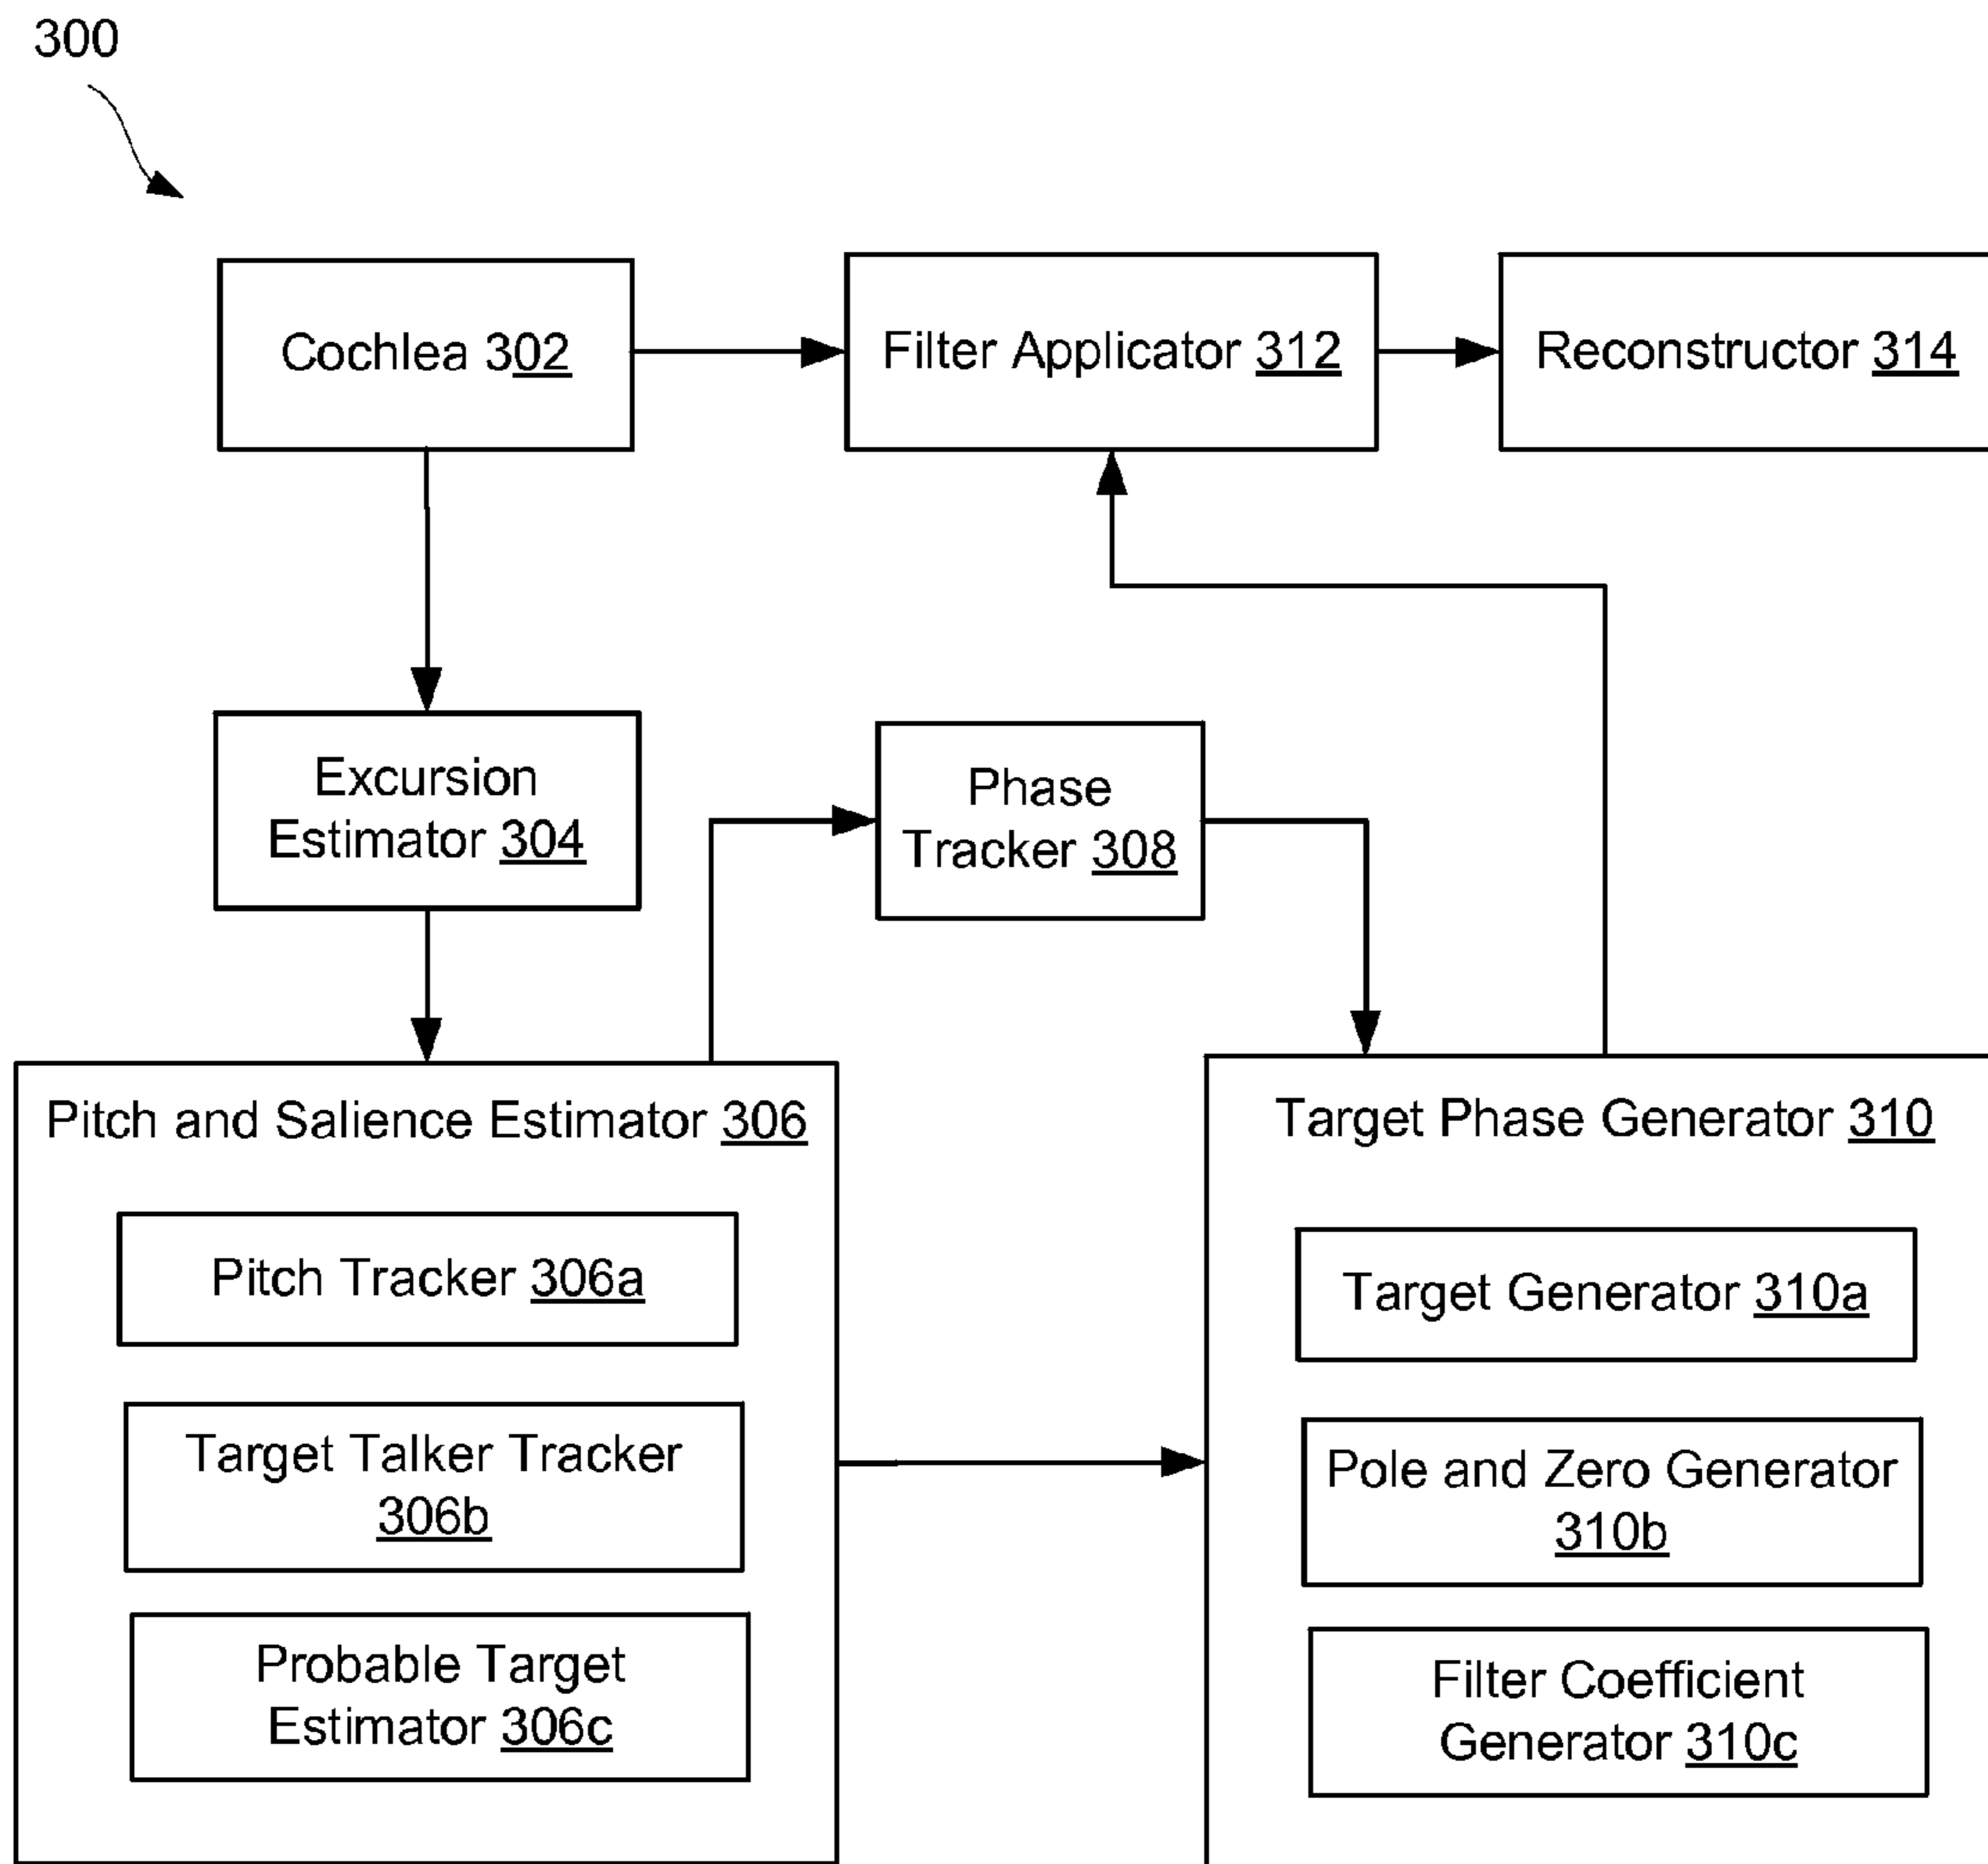 300
Cochlea 302
Filter Applicator 312
Reconstructor 314
Excursion
Estimator 304
Phase
Tracker 308
Pitch and Salience Estimator 306
Pitch Tracker 306a
Target Talker Tracker
306b
Probable Target
Estimator 306c
Target Phase Generator 310
Target Generator 310a
Pole and Zero Generator
310b
Filter Coefficient
Generator 310c